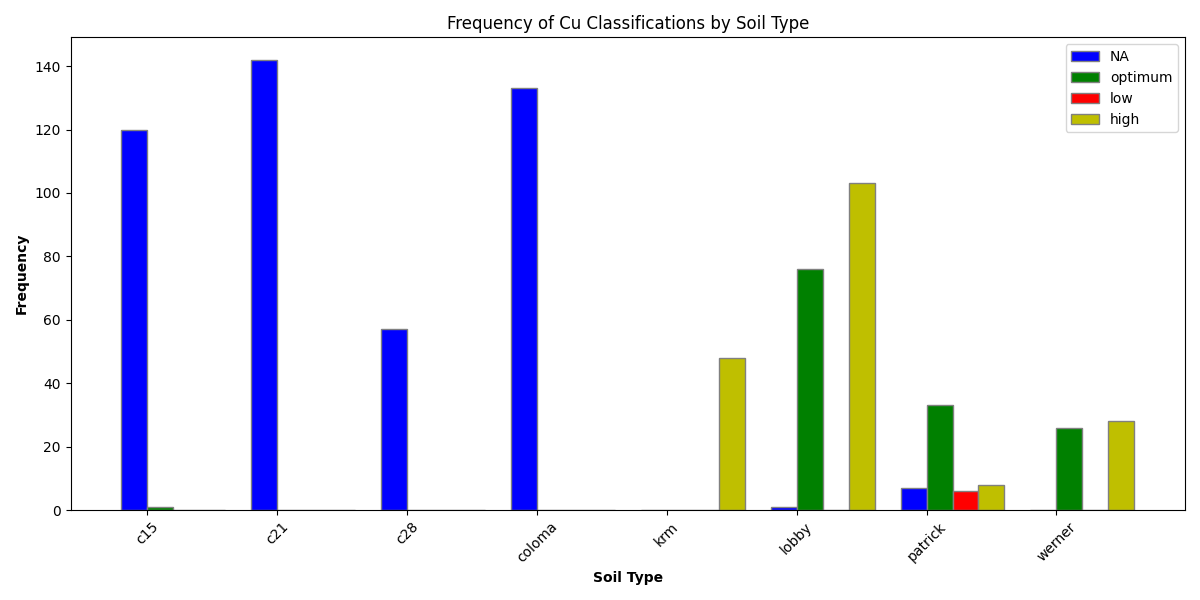 Frequency of Cu Classifications by Soil Type
NA
optimum
low
high
Frequency
140
120
100
80
60
40
20
0
c15
c21
c28
coloma
krm
lobby
patrick
werner
Soil Type